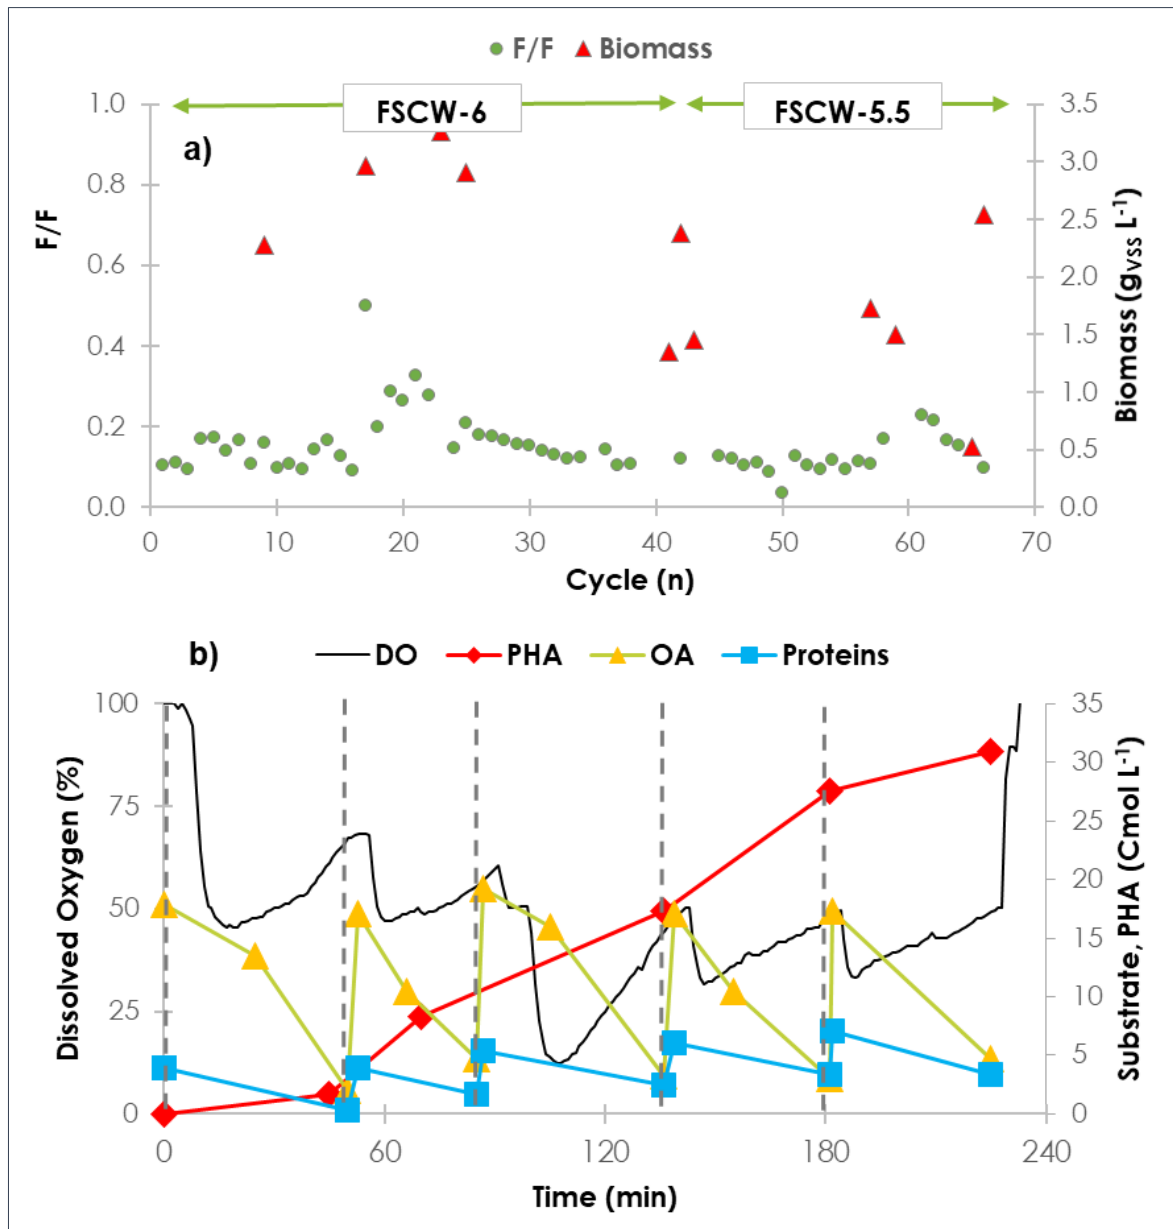 F/F Biomass
FSCW-6 FSCW-5.5
a)
1.0 3.5
0.8 3.0
0.6 2.5
0.4 2.0
0.2 1.5
0.0 1.0
0.5
0.0
F/F
Biomass (gVSS L-1)
0 10 20 30 40 50 60 70
Cycle (n)
b)
DO PHA OA Proteins
100 35
75 30
50 25
25 20
0 15
10
5
0
Dissolved Oxygen (%)
Substrate, PHA (Cmol L-1)
0 60 120 180 240
Time (min)